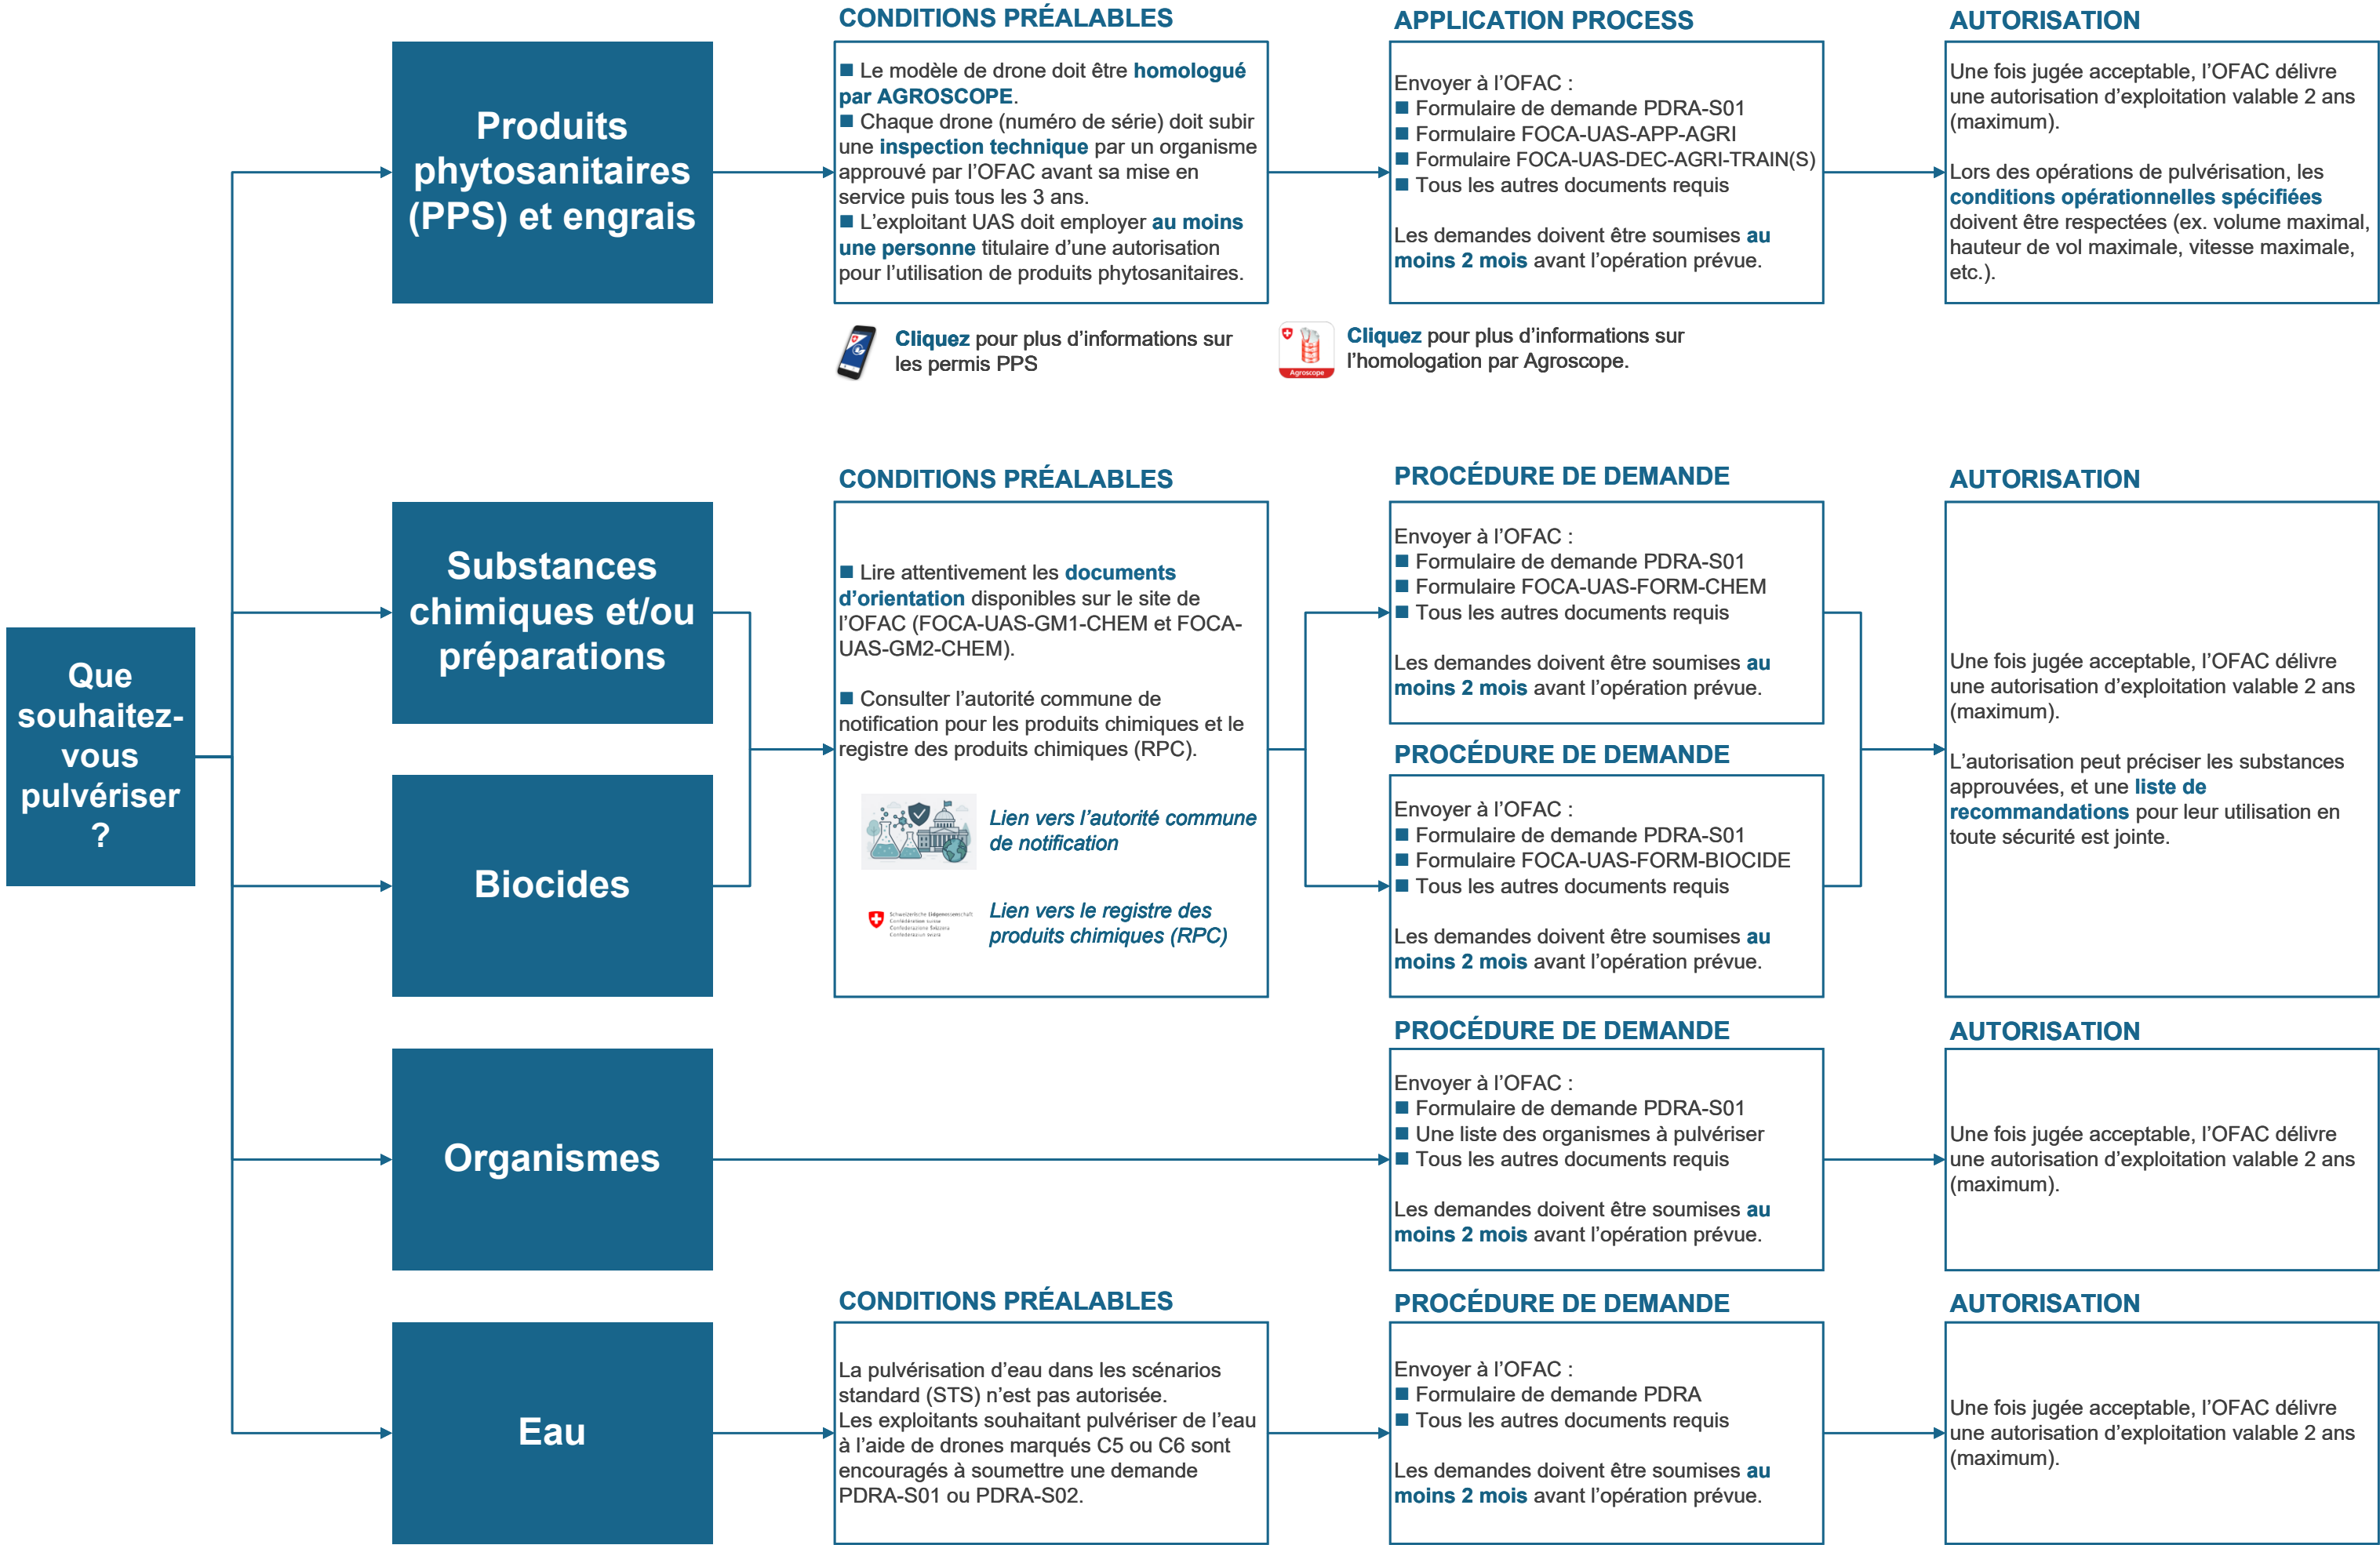 Que
souhaitez-
vous
pulvériser
?
Produits
phytosanitaires
(PPS) et engrais
CONDITIONS PRÉALABLES
■ Le modèle de drone doit être homologué
par AGROSCOPE.
■ Chaque drone (numéro de série) doit subir
une inspection technique par un organisme
approuvé par l’OFAC avant sa mise en
service puis tous les 3 ans.
■ L’exploitant UAS doit employer au moins
une personne titulaire d’une autorisation
pour l’utilisation de produits phytosanitaires.
APPLICATION PROCESS
Envoyer à l’OFAC :
■ Formulaire de demande PDRA-S01
■ Formulaire FOCA-UAS-APP-AGRI
■ Formulaire FOCA-UAS-DEC-AGRI-TRAIN(S)
■ Tous les autres documents requis
Les demandes doivent être soumises au
moins 2 mois avant l’opération prévue.
AUTORISATION
Une fois jugée acceptable, l’OFAC délivre
une autorisation d’exploitation valable 2 ans
(maximum).
Lors des opérations de pulvérisation, les
conditions opérationnelles spécifiées
doivent être respectées (ex. volume maximal,
hauteur de vol maximale, vitesse maximale,
etc.).
Cliquez pour plus d’informations sur
les permis PPS
Agroscope
Cliquez pour plus d’informations sur
l’homologation par Agroscope.
Substances
chimiques et/ou
préparations
Biocides
CONDITIONS PRÉALABLES
■ Lire attentivement les documents
d’orientation disponibles sur le site de
l’OFAC (FOCA-UAS-GM1-CHEM et FOCA-
UAS-GM2-CHEM).
■ Consulter l’autorité commune de
notification pour les produits chimiques et le
registre des produits chimiques (RPC).
Lien vers l’autorité commune
de notification
Schweizerische Eidgenossenschaft
Confédération suisse
Confederazione Svizzera
Confederaziun svizra
Lien vers le registre des
produits chimiques (RPC)
PROCÉDURE DE DEMANDE
Envoyer à l’OFAC :
■ Formulaire de demande PDRA-S01
■ Formulaire FOCA-UAS-FORM-CHEM
■ Tous les autres documents requis
Les demandes doivent être soumises au
moins 2 mois avant l’opération prévue.
PROCÉDURE DE DEMANDE
Envoyer à l’OFAC :
■ Formulaire de demande PDRA-S01
■ Formulaire FOCA-UAS-FORM-BIOCIDE
■ Tous les autres documents requis
Les demandes doivent être soumises au
moins 2 mois avant l’opération prévue.
AUTORISATION
Une fois jugée acceptable, l’OFAC délivre
une autorisation d’exploitation valable 2 ans
(maximum).
L’autorisation peut préciser les substances
approuvées, et une liste de
recommandations pour leur utilisation en
toute sécurité est jointe.
Organismes
PROCÉDURE DE DEMANDE
Envoyer à l’OFAC :
■ Formulaire de demande PDRA-S01
■ Une liste des organismes à pulvériser
■ Tous les autres documents requis
Les demandes doivent être soumises au
moins 2 mois avant l’opération prévue.
AUTORISATION
Une fois jugée acceptable, l’OFAC délivre
une autorisation d’exploitation valable 2 ans
(maximum).
Eau
CONDITIONS PRÉALABLES
La pulvérisation d’eau dans les scénarios
standard (STS) n’est pas autorisée.
Les exploitants souhaitant pulvériser de l’eau
à l’aide de drones marqués C5 ou C6 sont
encouragés à soumettre une demande
PDRA-S01 ou PDRA-S02.
PROCÉDURE DE DEMANDE
Envoyer à l’OFAC :
■ Formulaire de demande PDRA
■ Tous les autres documents requis
Les demandes doivent être soumises au
moins 2 mois avant l’opération prévue.
AUTORISATION
Une fois jugée acceptable, l’OFAC délivre
une autorisation d’exploitation valable 2 ans
(maximum).